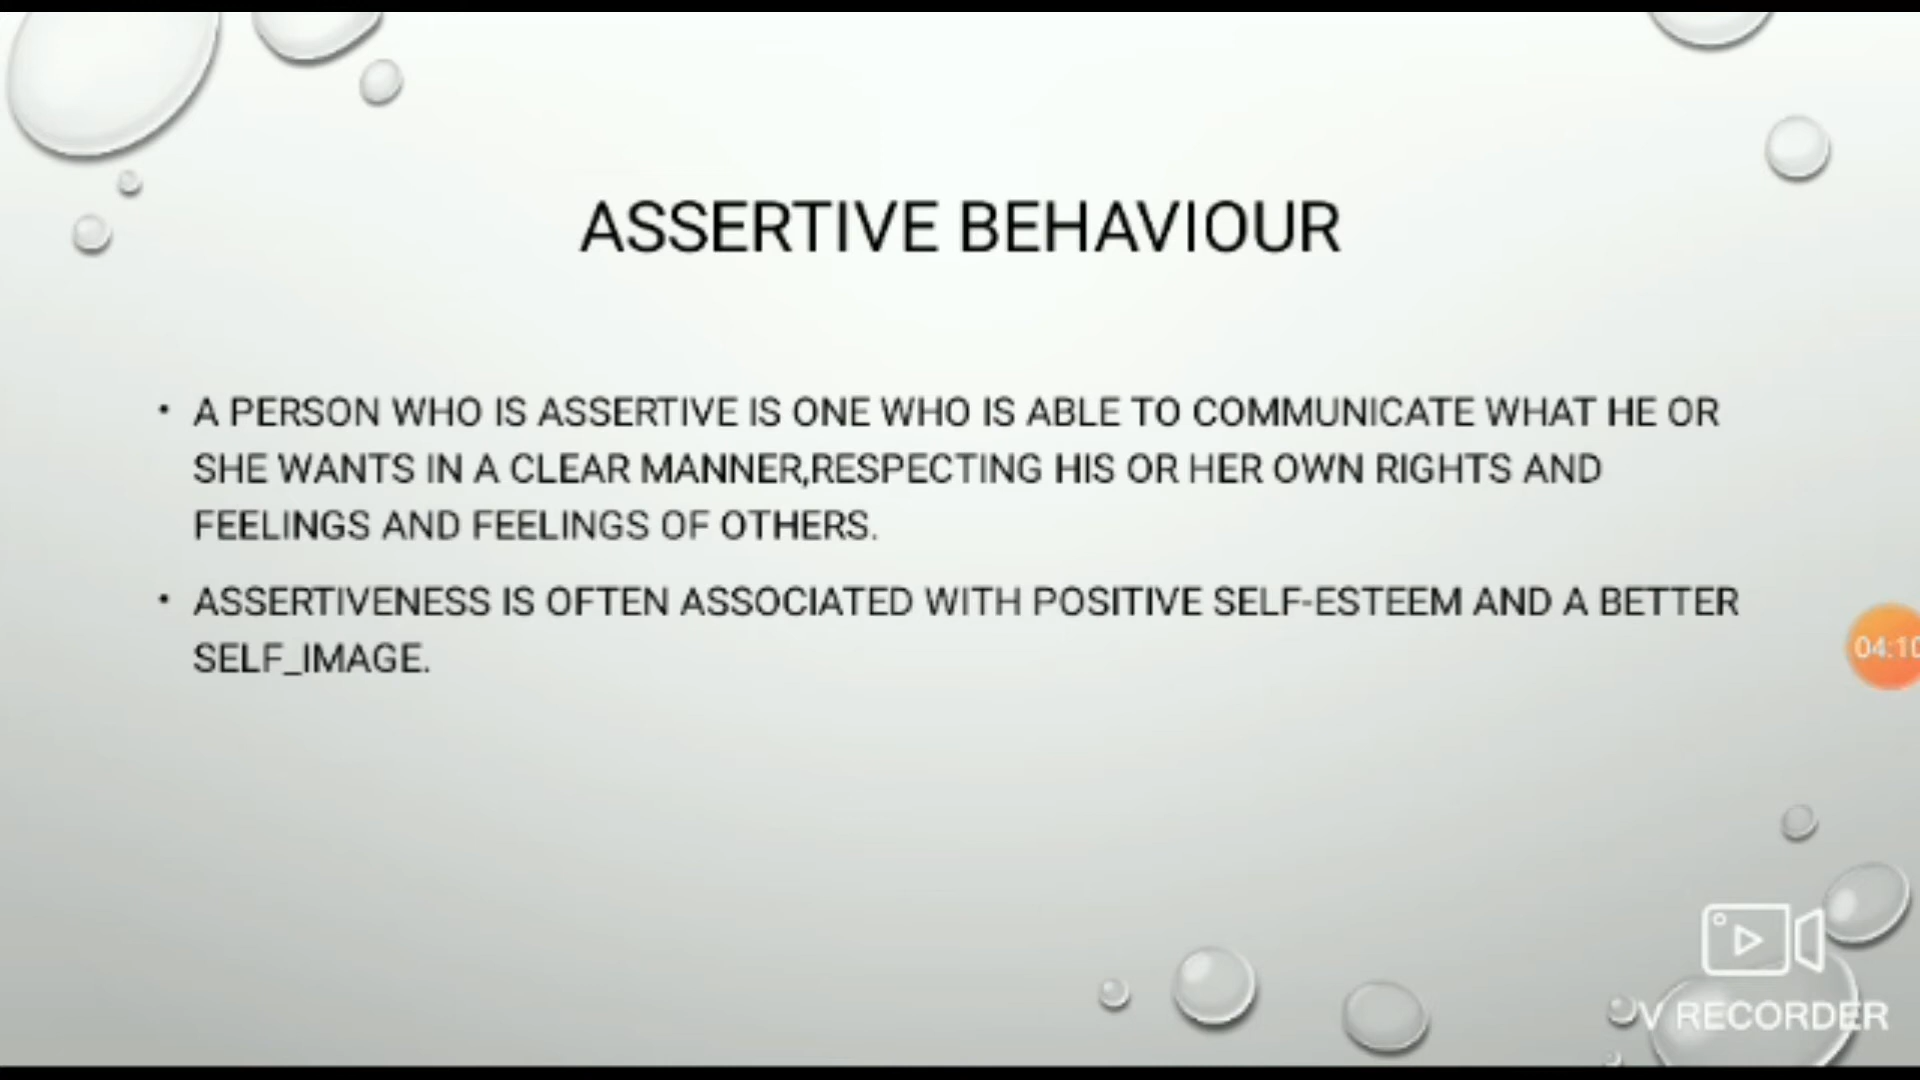 ASSERTIVE BEHAVIOUR
• A PERSON WHO IS ASSERTIVE IS ONE WHO IS ABLE TO COMMUNICATE WHAT HE OR
SHE WANTS IN A CLEAR MANNER,RESPECTING HIS OR HER OWN RIGHTS AND
FEELINGS AND FEELINGS OF OTHERS.
• ASSERTIVENESS IS OFTEN ASSOCIATED WITH POSITIVE SELF-ESTEEM AND A BETTER
SELF_IMAGE.
04:10
V RECORDER